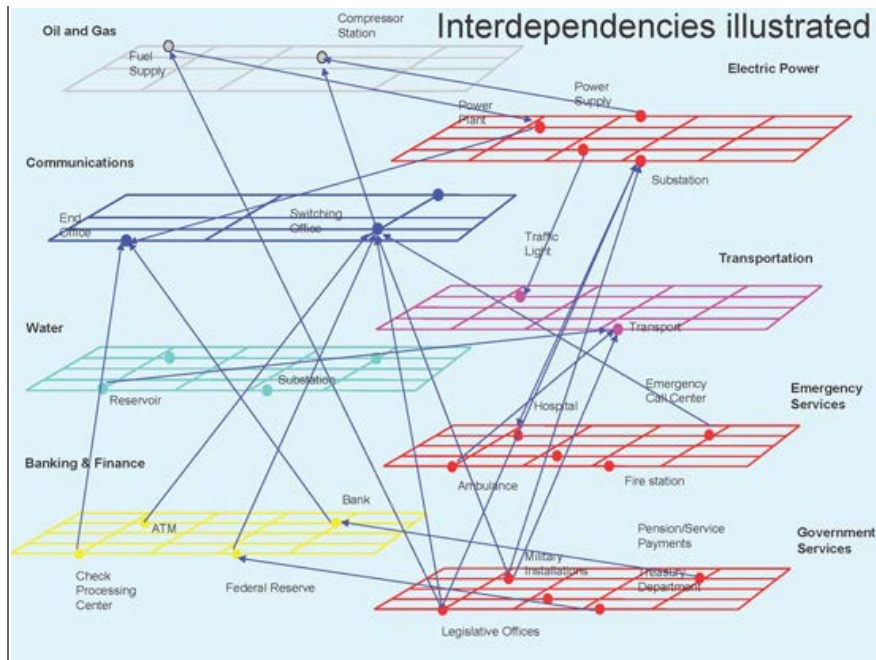 Interdependencies illustrated
Oil and Gas
Compressor
Station
Fuel
Supply
Electric Power
Power
Supply
Power
Plant
Substation
Communications
End
Office
Switching
Office
Traffic
Light
Transportation
Transport
Water
Reservoir
Substation
Emergency
Call Center
Emergency
Services
Hospital
Ambulance
Fire station
Banking & Finance
Bank
ATM
Check
Processing
Center
Federal Reserve
Pension/Service
Payments
Government
Services
Military
Installations
Treasury
Department
Legislative Offices